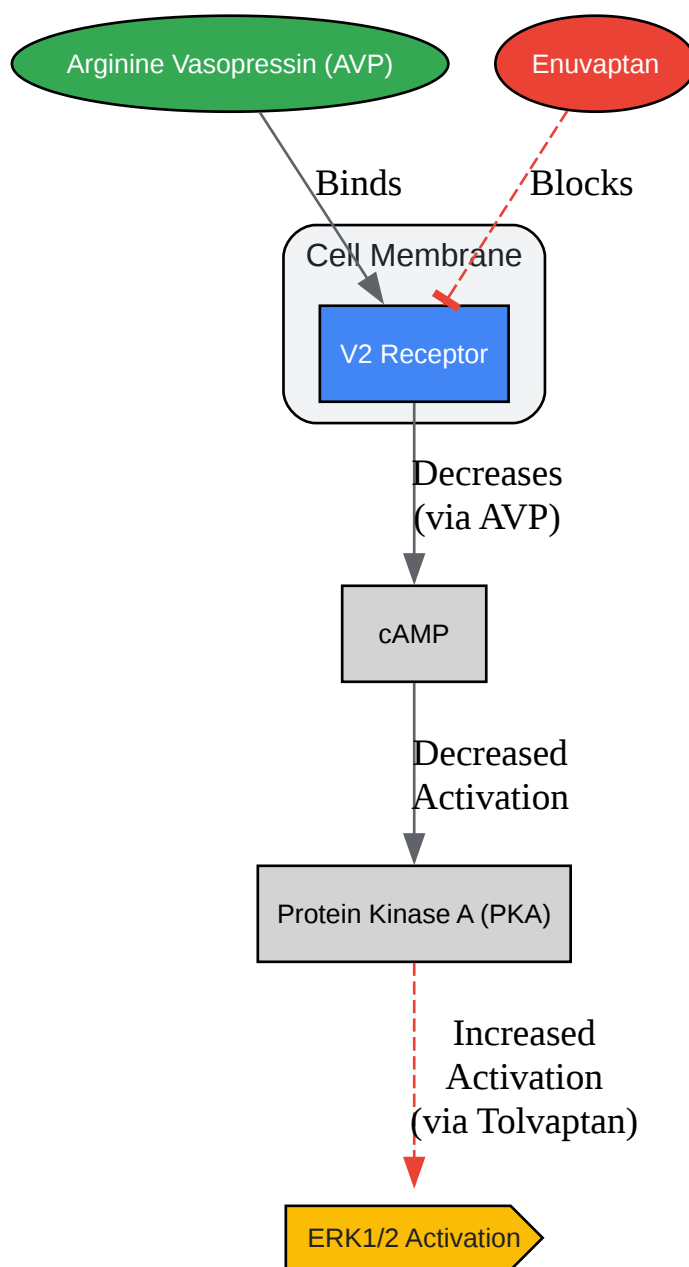 Arginine Vasopressin (AVP)
Enuvaptan
Binds
Blocks
Cell Membrane
V2 Receptor
Decreases
(via AVP)
cAMP
Decreased
Activation
Protein Kinase A (PKA)
Increased
Activation
(via Tolvaptan)
ERK1/2 Activation